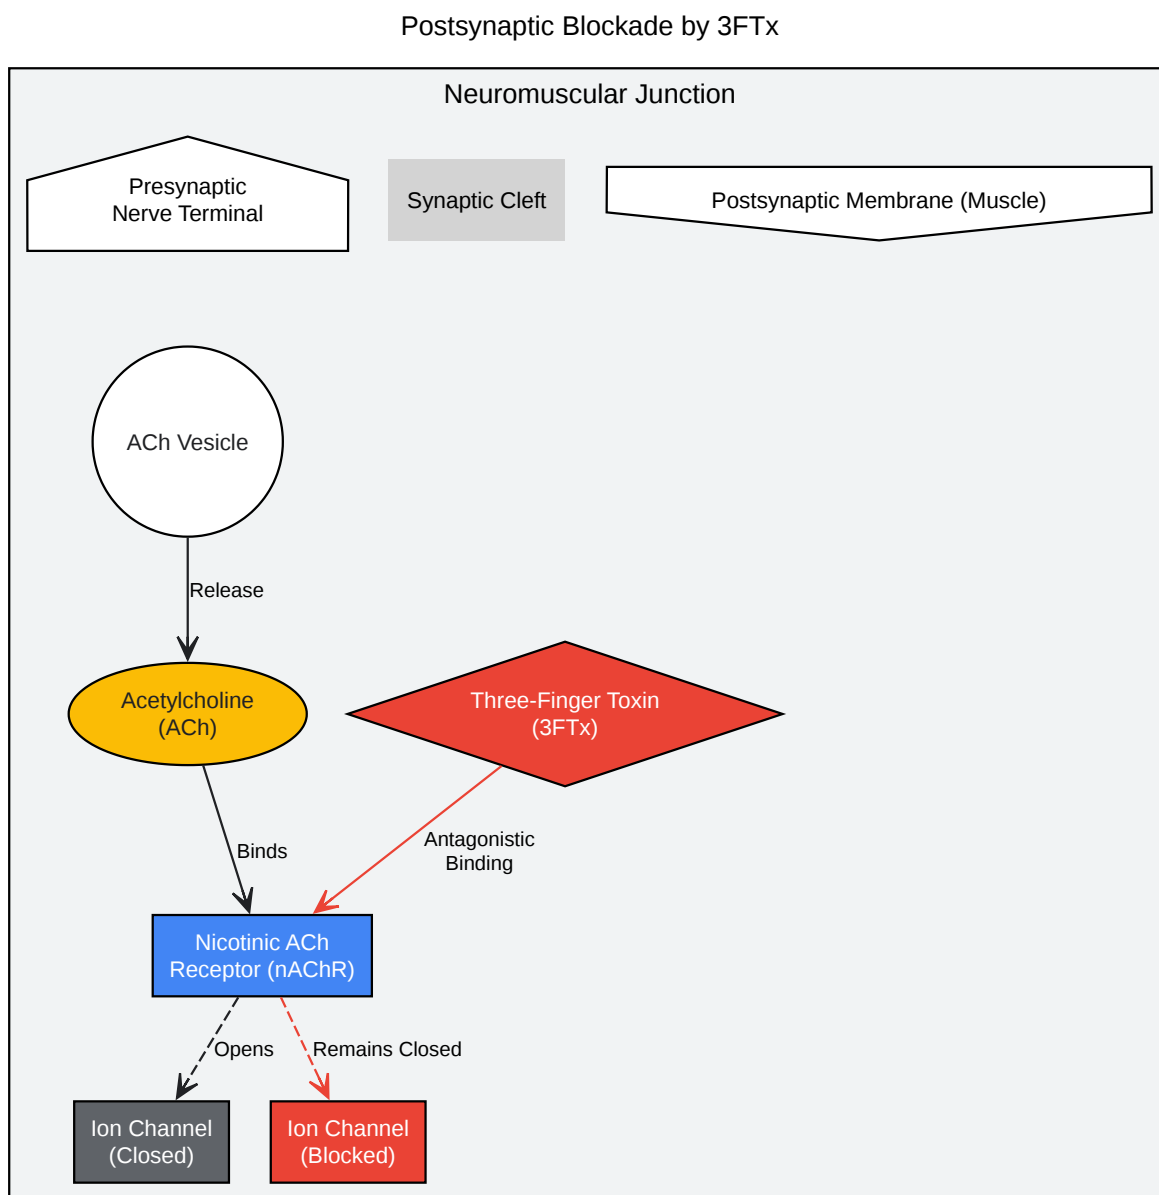 Postsynaptic Blockade by 3FTx
Neuromuscular Junction
Presynaptic
Nerve Terminal
Synaptic Cleft
Postsynaptic Membrane (Muscle)
ACh Vesicle
Release
Acetylcholine
(ACh)
Three-Finger Toxin
(3FTx)
Binds
Antagonistic
Binding
Nicotinic ACh
Receptor (nAChR)
Opens
Remains Closed
Ion Channel
(Closed)
Ion Channel
(Blocked)